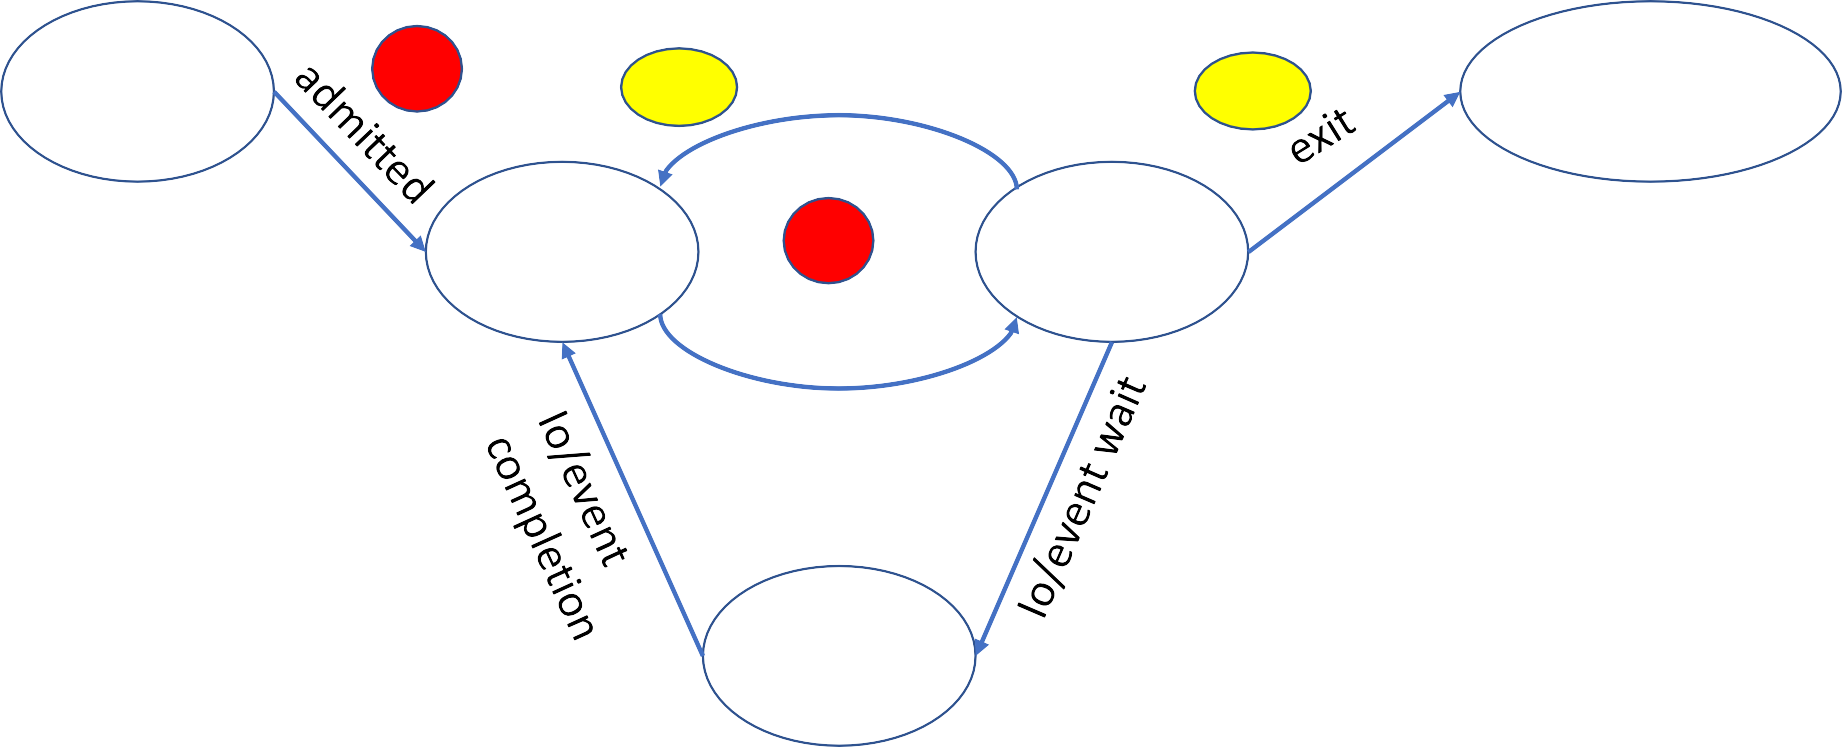 admitted
exit
Io/event
completion
Io/event wait